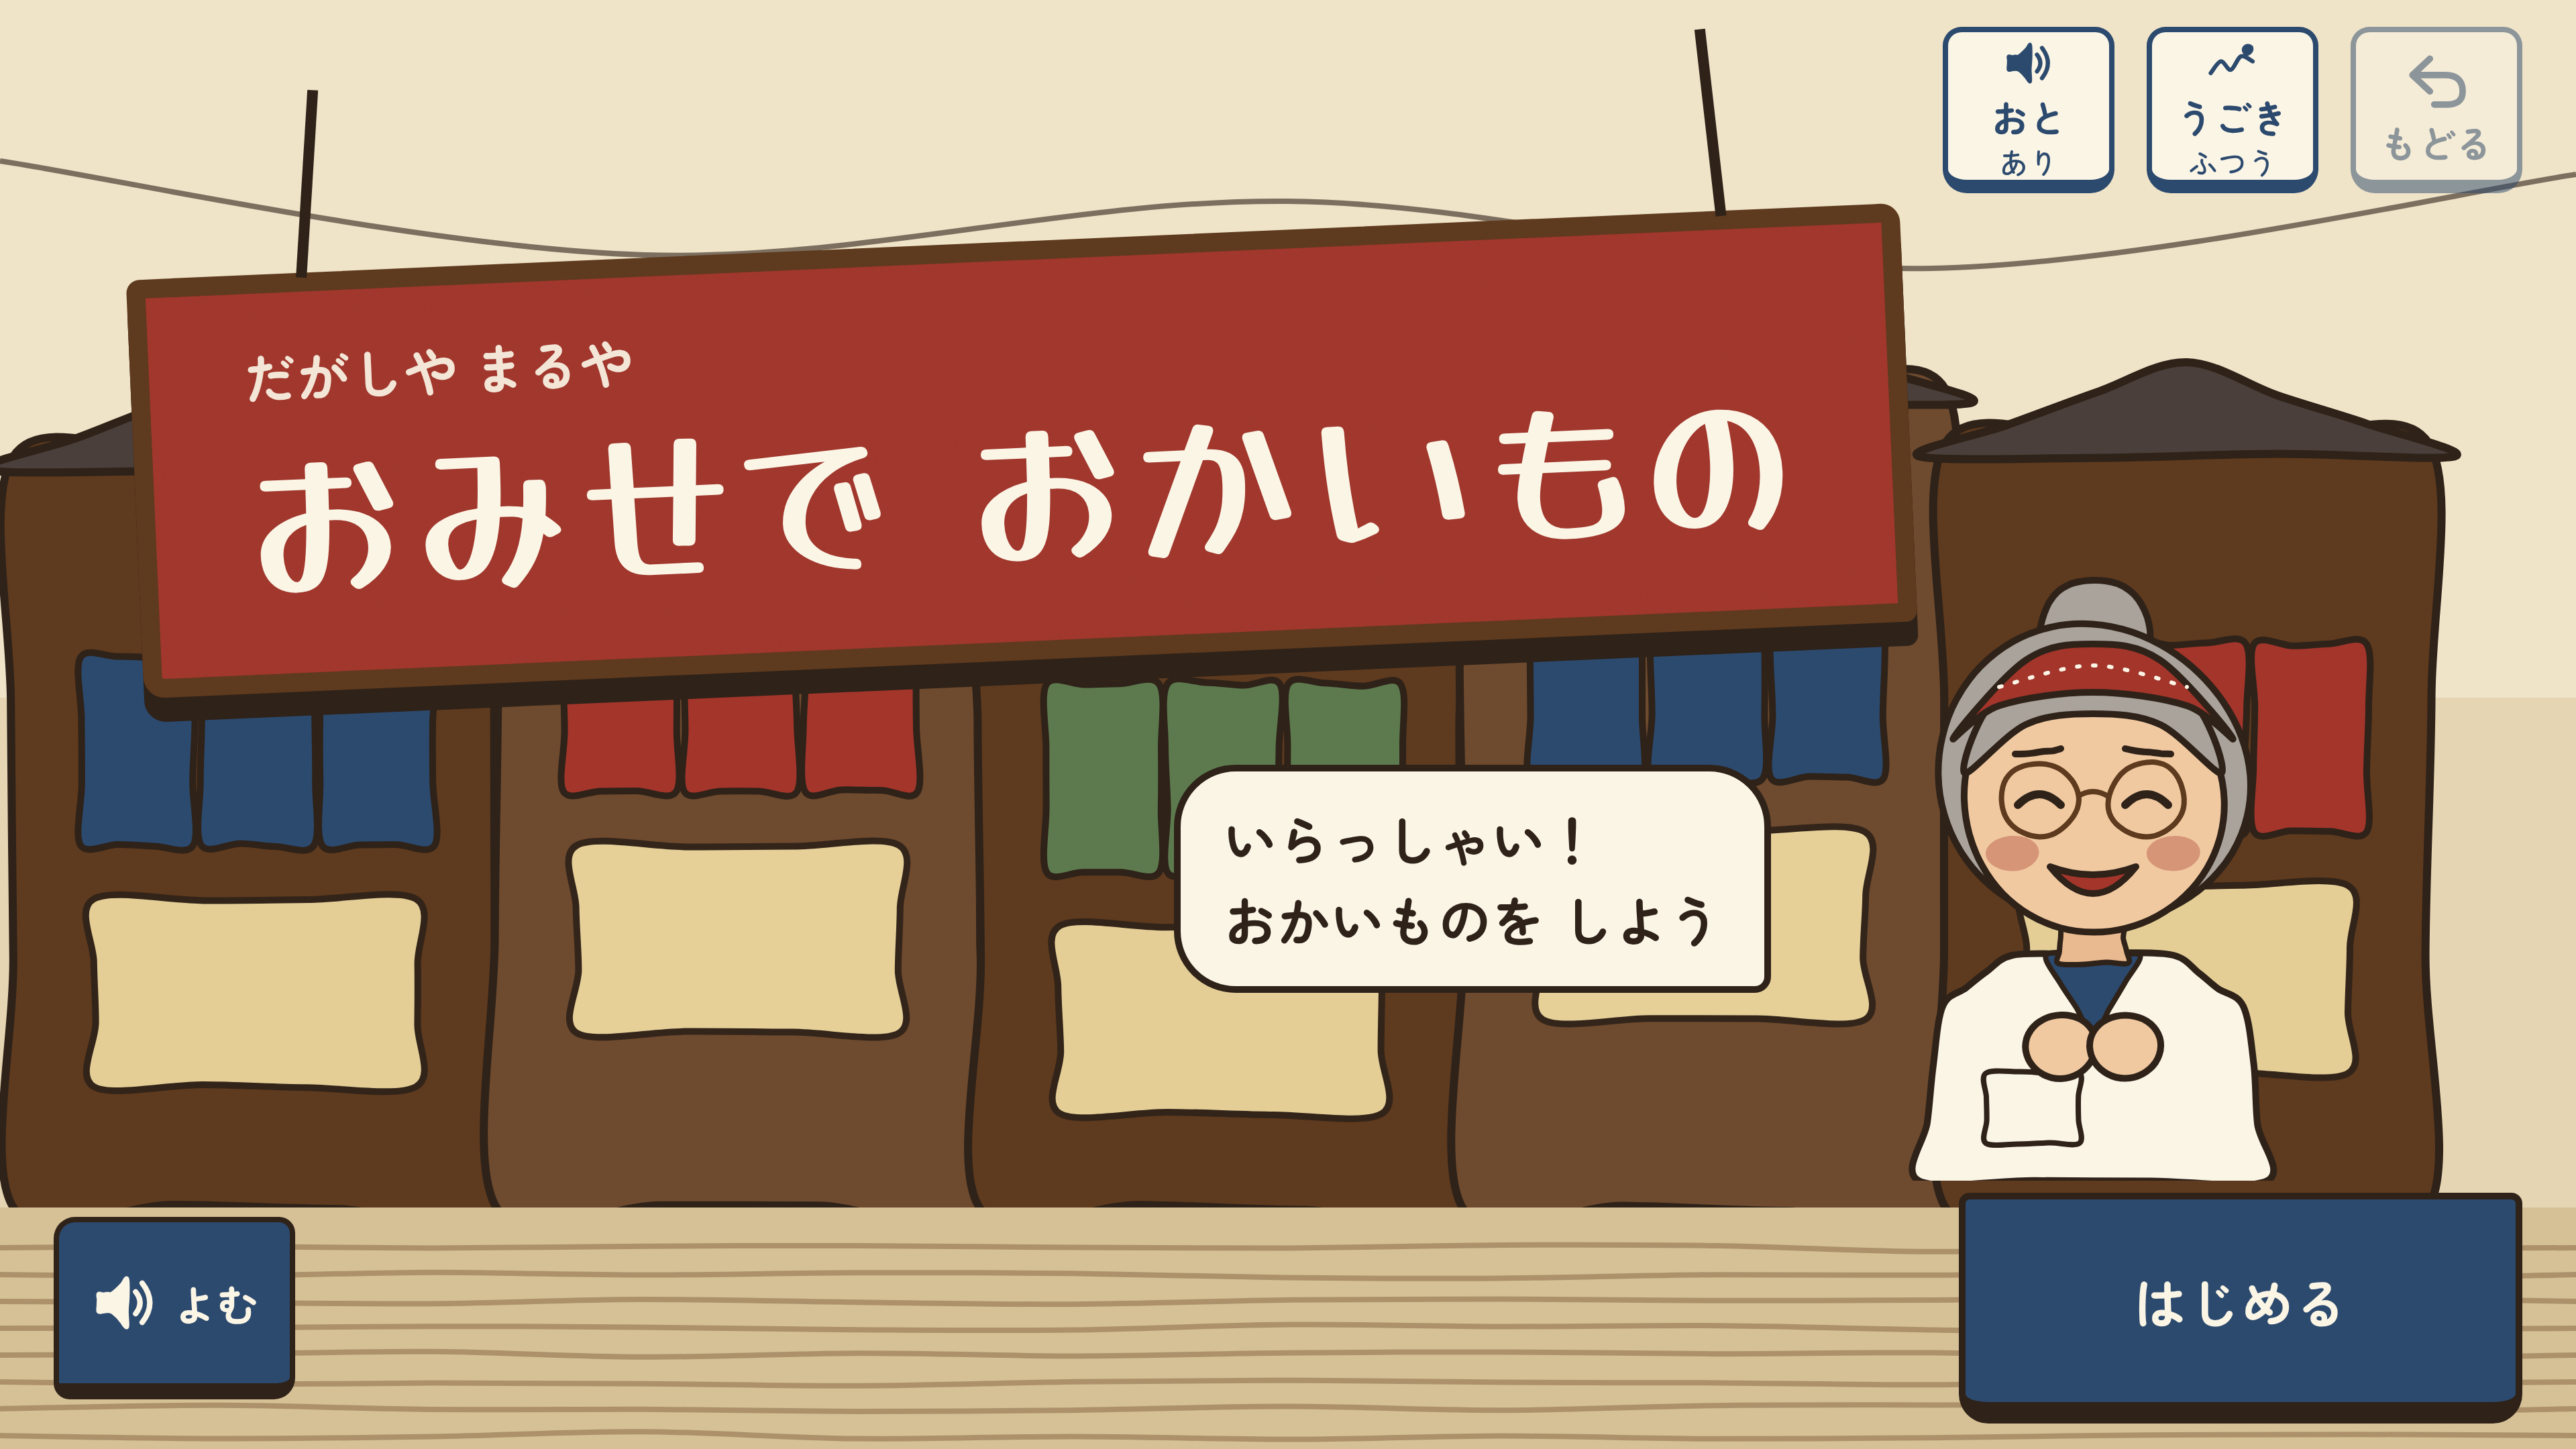 おと
あり
うごき
ふつう
もどる
だがしや まるや
おみせで おかいもの
いらっしゃい！
おかいものを しよう
よむ
はじめる